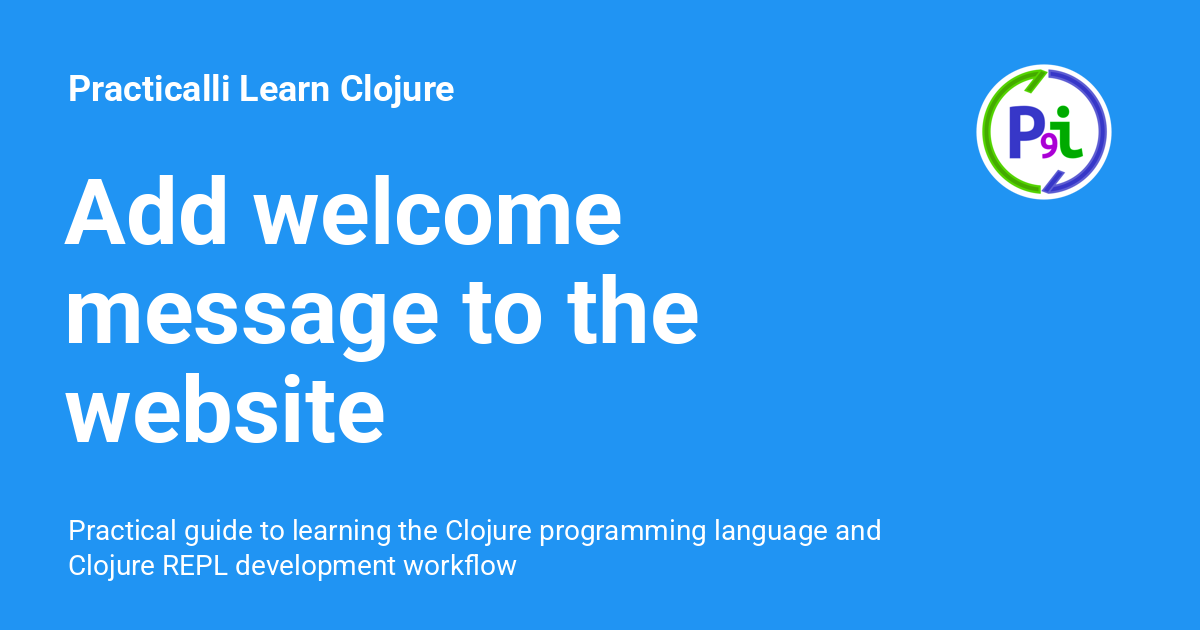 Practicalli Learn Clojure
P9i
Add welcome
message to the
website
Practical guide to learning the Clojure programming language and
Clojure REPL development workflow